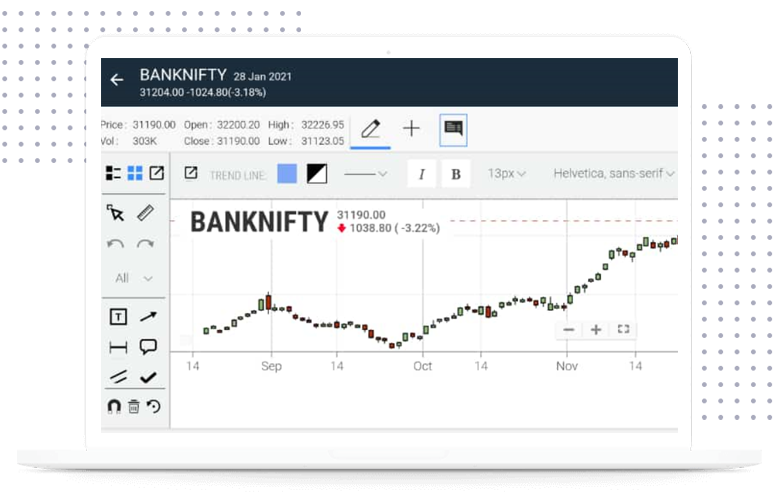 BANKNIFTY 28 Jan 2021
31204.00 -1024.80(-3.18%)
Price: 31190.00 Open: 32200.20 High: 32226.95
Vol: 303K Close: 31190.00 Low: 31123.05
TREND LINE: I B 13px Helvetica, sans-serif
BANKNIFTY 31190.00
1038.80 ( -3.22%)
All
T
14 Sep 14 Oct 14 Nov 14